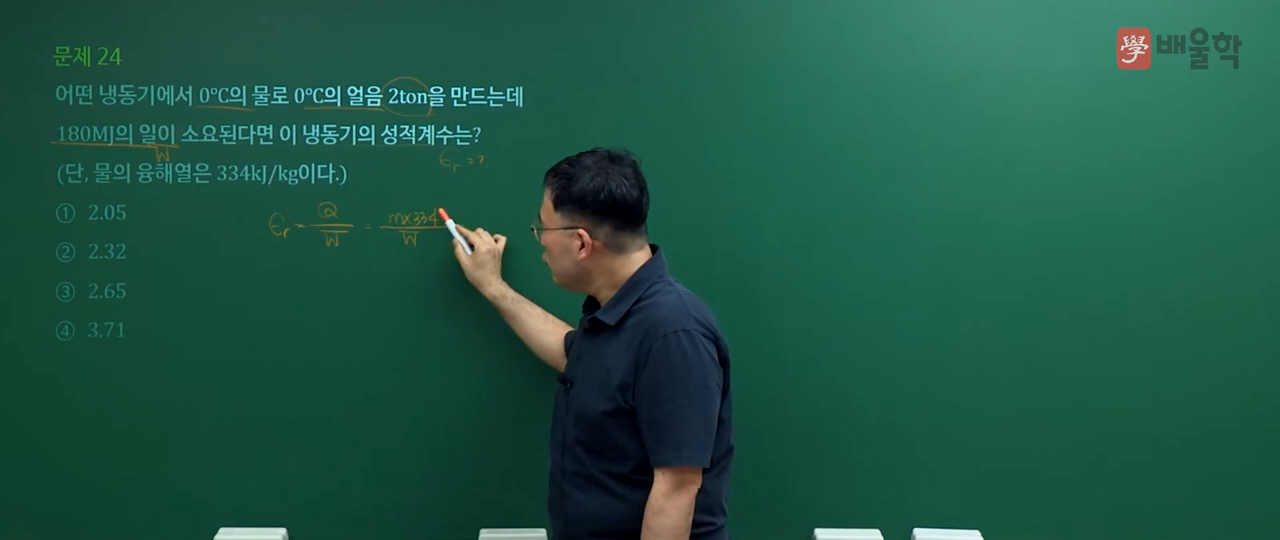 學 배울학
문제 24
어떤 냉동기에서 0°C의 물로 0°C의 얼음 2ton을 만드는데
180MJ의 일이 소요된다면 이 냉동기의 성적계수는?
W
εr = ?
(단, 물의 융해열은 334kJ/kg이다.)
① 2.05
εr = Q/W = m×334/W
② 2.32
③ 2.65
④ 3.71